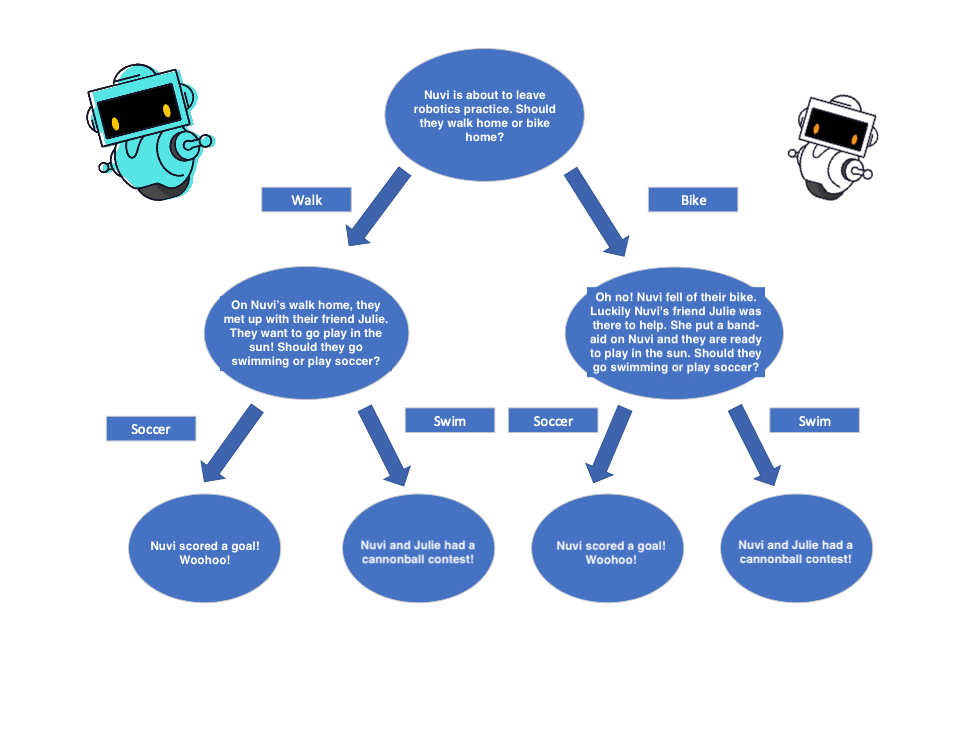 Nuvi is about to leave
robotics practice. Should
they walk home or bike
home?
Walk
Bike
On Nuvi's walk home, they
met up with their friend Julie.
They want to go play in the
sun! Should they go
swimming or play soccer?
Oh no! Nuvi fell of their bike.
Luckily Nuvi's friend Julie was
there to help. She put a band-
aid on Nuvi and they are ready
to play in the sun. Should they
go swimming or play soccer?
Soccer
Swim
Soccer
Swim
Nuvi scored a goal!
Woohoo!
Nuvi and Julie had a
cannonball contest!
Nuvi scored a goal!
Woohoo!
Nuvi and Julie had a
cannonball contest!